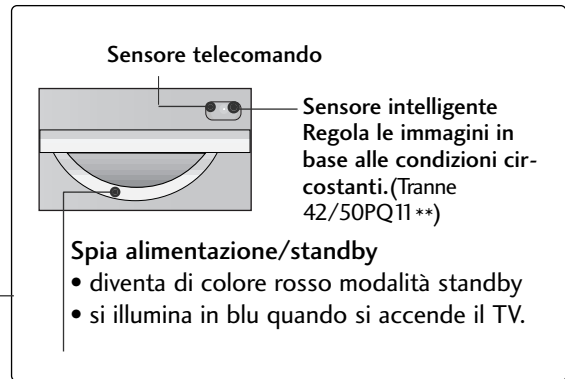 Sensore telecomando
Sensore intelligente
Regola le immagini in
base alle condizioni cir-
costanti.(Tranne
42/50PQ11**)
Spia alimentazione/standby
• diventa di colore rosso modalità standby
• si illumina in blu quando si accende il TV.